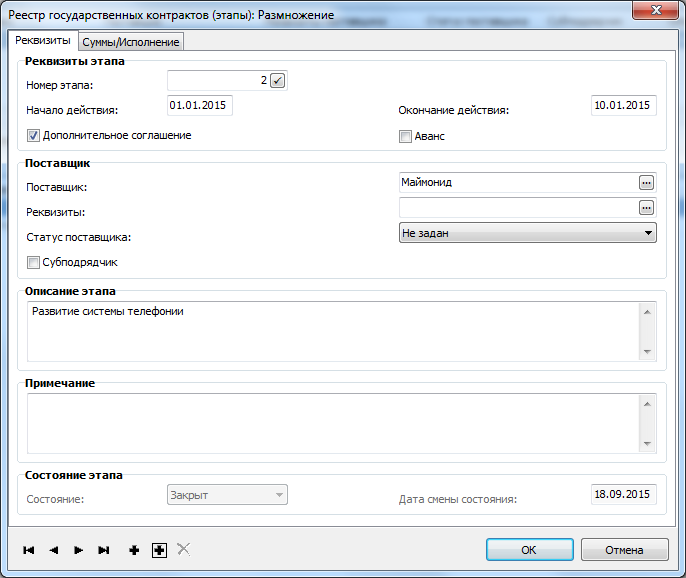 Реестр государственных контрактов (этапы): Размножение
Реквизиты Суммы/Исполнение
Реквизиты этапа
Номер этапа: 2
Начало действия: 01.01.2015 Окончание действия: 10.01.2015
Дополнительное соглашение Аванс
Поставщик
Поставщик: Маймонид ...
Реквизиты: ...
Статус поставщика: Не задан
Субподрядчик
Описание этапа
Развитие системы телефонии
Примечание
Состояние этапа
Состояние: Закрыт Дата смены состояния: 18.09.2015
ОК Отмена